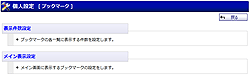 個人設定 [ ブックマーク ]
戻る
表示件数設定
ブックマークの各一覧に表示する件数を設定します。
メイン表示設定
メイン画面に表示するブックマークの設定をします。